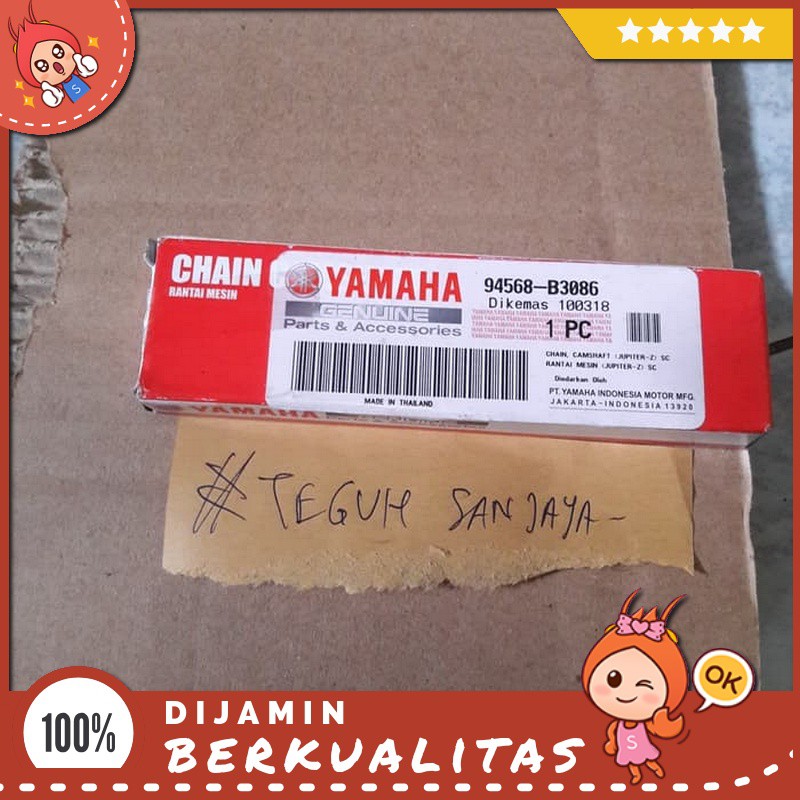 S
CHAIN
RANTAI MESIN
YAMAHA
GENUINE
Parts & Accessories
MADE IN THAILAND
94568-B3086
Dikemas 100318
1 PC
CHAIN, CAMSHAFT (JUPITER-Z) SC
RANTAI MESIN (JUPITER-Z) SC
Diedarkan Oleh
PT. YAMAHA INDONESIA MOTOR MFG.
JAKARTA-INDONESIA 13920
YAMAHA
#TEGUH SANJAYA-
OK
S
100%
DIJAMIN
BERKUALITAS